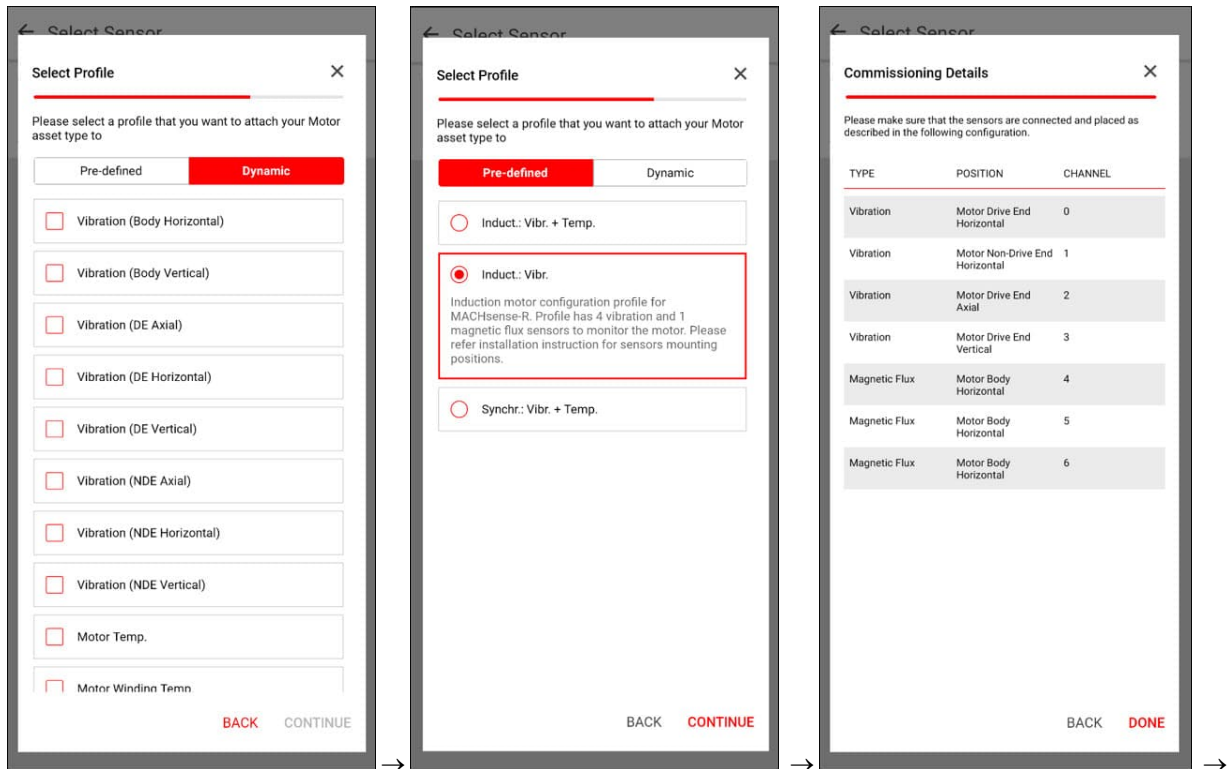 ← Select Sensor
Select Profile ×
Please select a profile that you want to attach your Motor
asset type to
Pre-defined Dynamic
Vibration (Body Horizontal)
Vibration (Body Vertical)
Vibration (DE Axial)
Vibration (DE Horizontal)
Vibration (DE Vertical)
Vibration (NDE Axial)
Vibration (NDE Horizontal)
Vibration (NDE Vertical)
Motor Temp.
Motor Winding Temp.
BACK CONTINUE
→
← Select Sensor
Select Profile ×
Please select a profile that you want to attach your Motor
asset type to
Pre-defined Dynamic
Induct.: Vibr. + Temp.
Induct.: Vibr.
Induction motor configuration profile for
MACHsense-R. Profile has 4 vibration and 1
magnetic flux sensors to monitor the motor. Please
refer installation instruction for sensors mounting
positions.
Synchr.: Vibr. + Temp.
BACK CONTINUE
→
← Select Sensor
Commissioning Details ×
Please make sure that the sensors are connected and placed as
described in the following configuration.
TYPE POSITION CHANNEL
Vibration Motor Drive End 0
Horizontal
Vibration Motor Non-Drive End 1
Horizontal
Vibration Motor Drive End 2
Axial
Vibration Motor Drive End 3
Vertical
Magnetic Flux Motor Body 4
Horizontal
Magnetic Flux Motor Body 5
Horizontal
Magnetic Flux Motor Body 6
Horizontal
BACK DONE
→